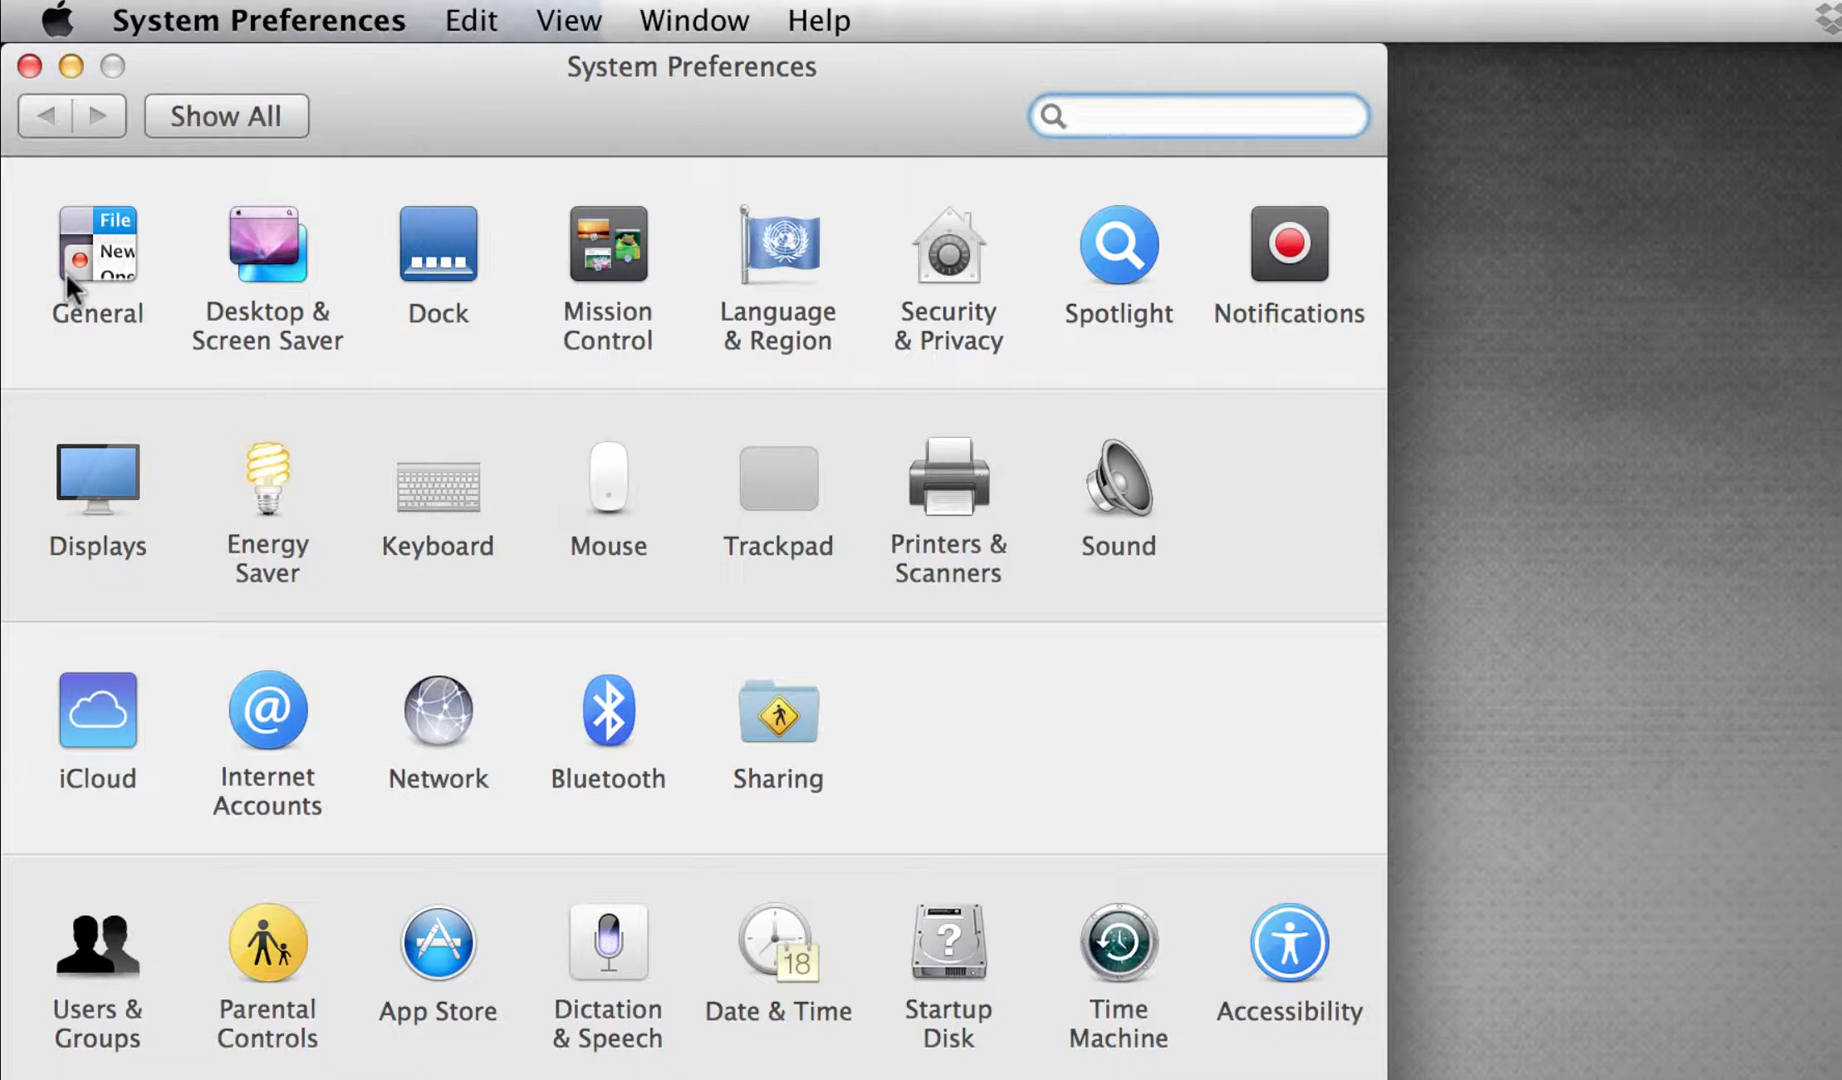 System Preferences Edit View Window Help
System Preferences
Show All
File
New
General
Desktop &
Screen Saver
Dock
Mission
Control
Language
& Region
Security
& Privacy
Spotlight
Notifications
Displays
Energy
Saver
Keyboard
Mouse
Trackpad
Printers &
Scanners
Sound
iCloud
@
Internet
Accounts
Network
Bluetooth
Sharing
Users &
Groups
Parental
Controls
App Store
Dictation
& Speech
18
Date & Time
?
Startup
Disk
Time
Machine
Accessibility